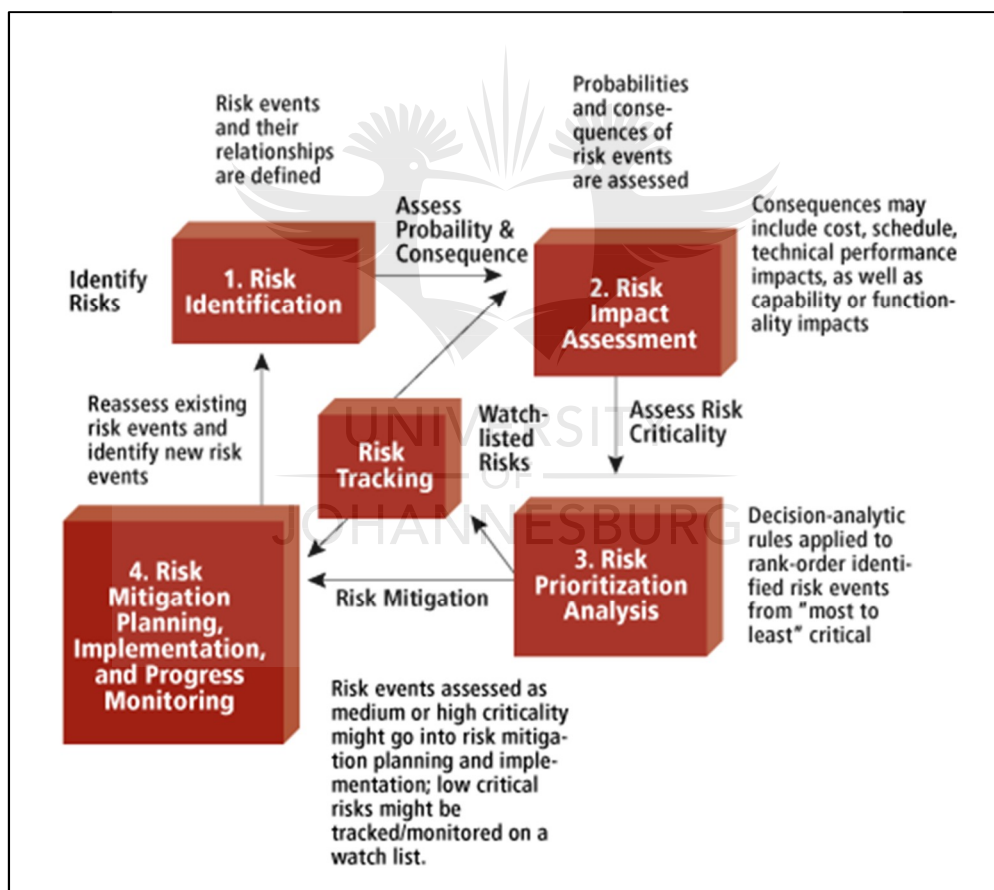 Risk events
and their
relationships
are defined
Probabilities
and conse-
quences of
risk events
are assessed
Assess
Probaility &
Consequence
Consequences may
include cost, schedule,
technical performance
impacts, as well as
capability or function-
ality impacts
Identify
Risks
1. Risk
Identification
2. Risk
Impact
Assessment
Reassess existing
risk events and
identify new risk
events
Risk
Tracking
Watch-
listed
Risks
Assess Risk
Criticality
UNIVERSITY
OF
JOHANNESBURG
4. Risk
Mitigation
Planning,
Implementation,
and Progress
Monitoring
Risk Mitigation
3. Risk
Prioritization
Analysis
Decision-analytic
rules applied to
rank-order identi-
fied risk events
from "most to
least" critical
Risk events assessed as
medium or high criticality
might go into risk mitiga-
tion planning and imple-
mentation; low critical
risks might be
tracked/monitored on a
watch list.